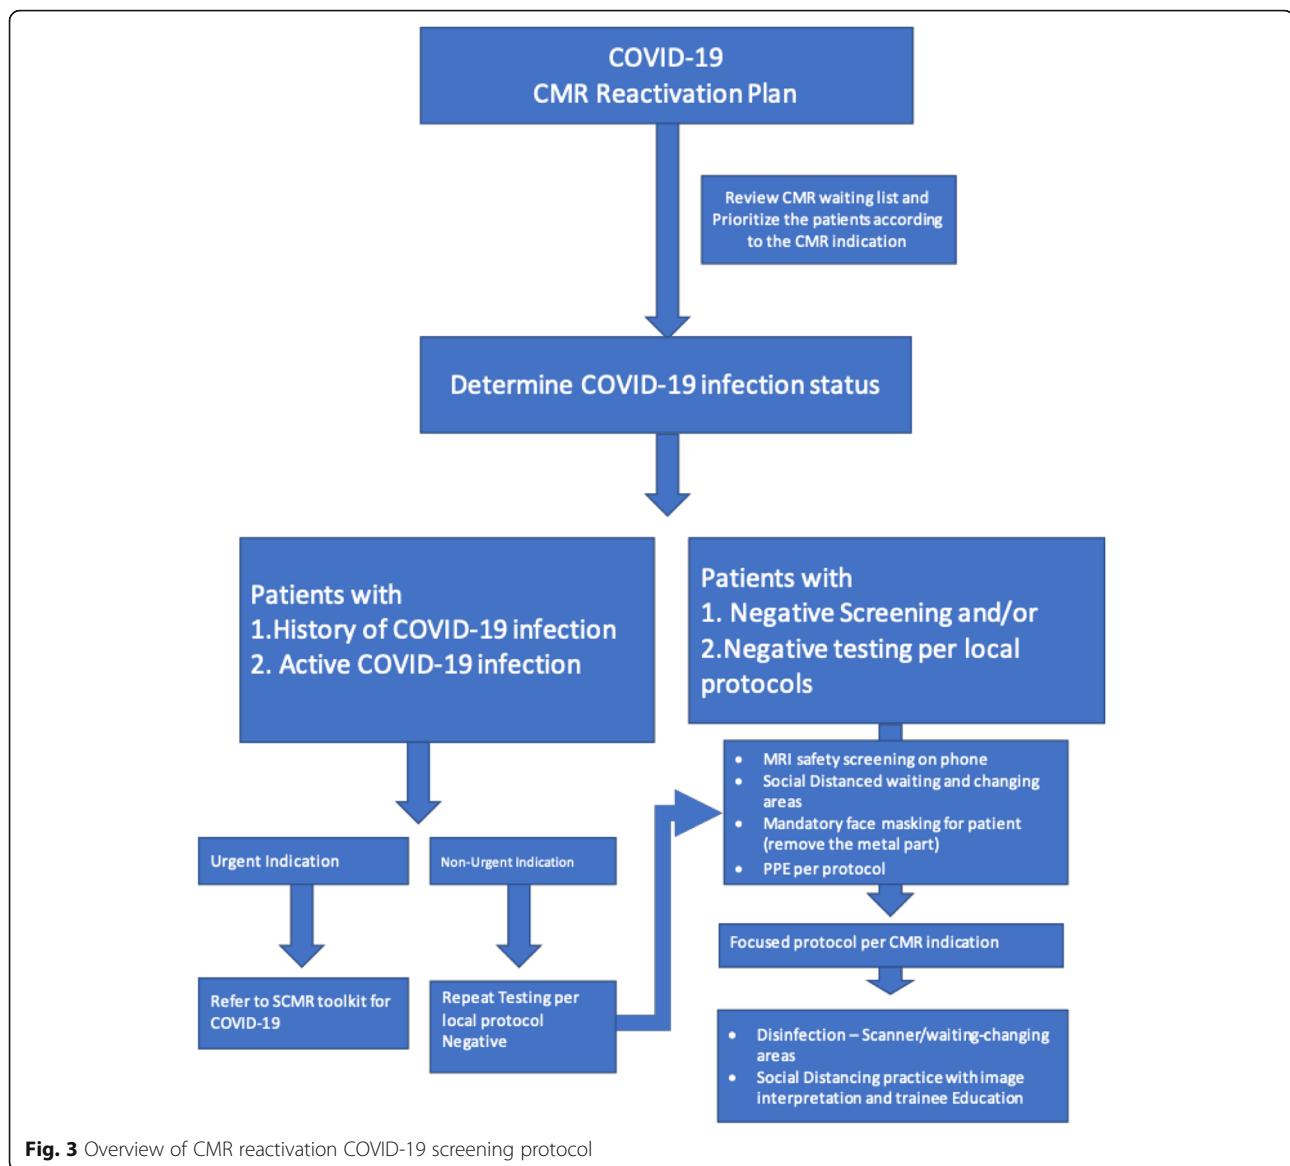 COVID-19
CMR Reactivation Plan
Review CMR waiting list and
Prioritize the patients according
to the CMR indication
Determine COVID-19 infection status
Patients with
1.History of COVID-19 infection
2. Active COVID-19 infection
Patients with
1. Negative Screening and/or
2.Negative testing per local
protocols
• MRI safety screening on phone
• Social Distanced waiting and changing
areas
• Mandatory face masking for patient
(remove the metal part)
• PPE per protocol
Urgent Indication
Non-Urgent Indication
Focused protocol per CMR indication
Refer to SCMR toolkit for
COVID-19
Repeat Testing per
local protocol
Negative
• Disinfection – Scanner/waiting-changing
areas
• Social Distancing practice with image
interpretation and trainee Education
Fig. 3 Overview of CMR reactivation COVID-19 screening protocol